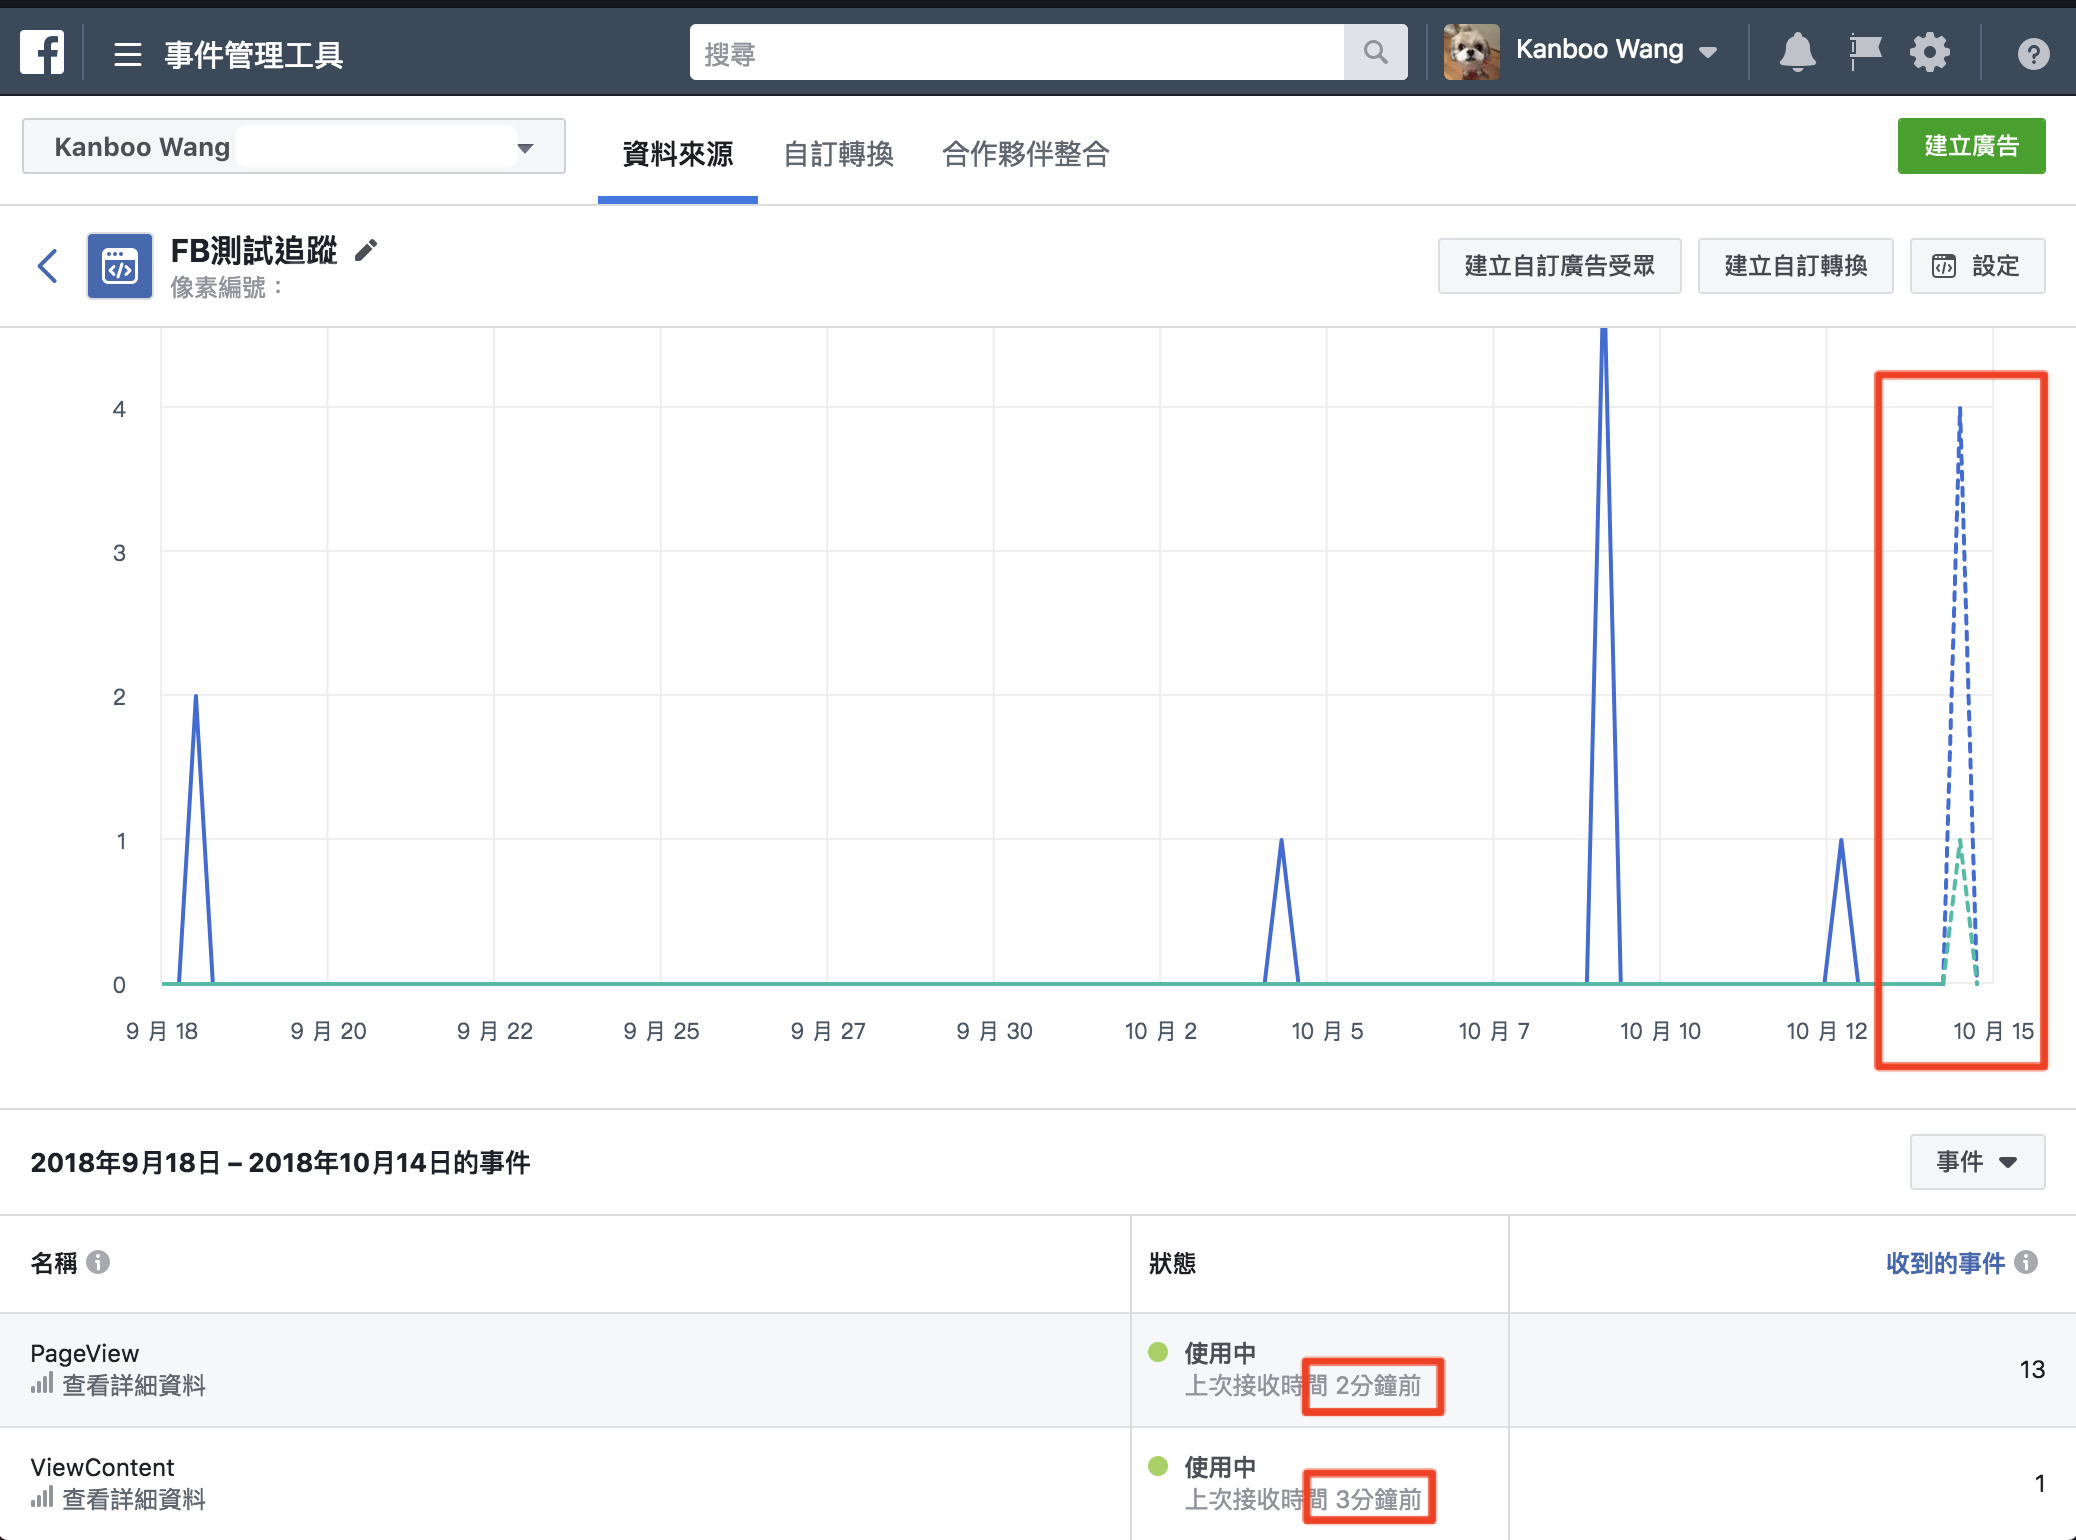 事件管理工具
搜尋
Kanboo Wang
Kanboo Wang
資料來源
自訂轉換
合作夥伴整合
建立廣告
FB測試追蹤
像素編號：
建立自訂廣告受眾
建立自訂轉換
設定
4
3
2
1
0
9 月 18
9 月 20
9 月 22
9 月 25
9 月 27
9 月 30
10 月 2
10 月 5
10 月 7
10 月 10
10 月 12
10 月 15
2018年9月18日 – 2018年10月14日的事件
事件
名稱
狀態
收到的事件
PageView
查看詳細資料
使用中
上次接收時間 2分鐘前
13
ViewContent
查看詳細資料
使用中
上次接收時間 3分鐘前
1